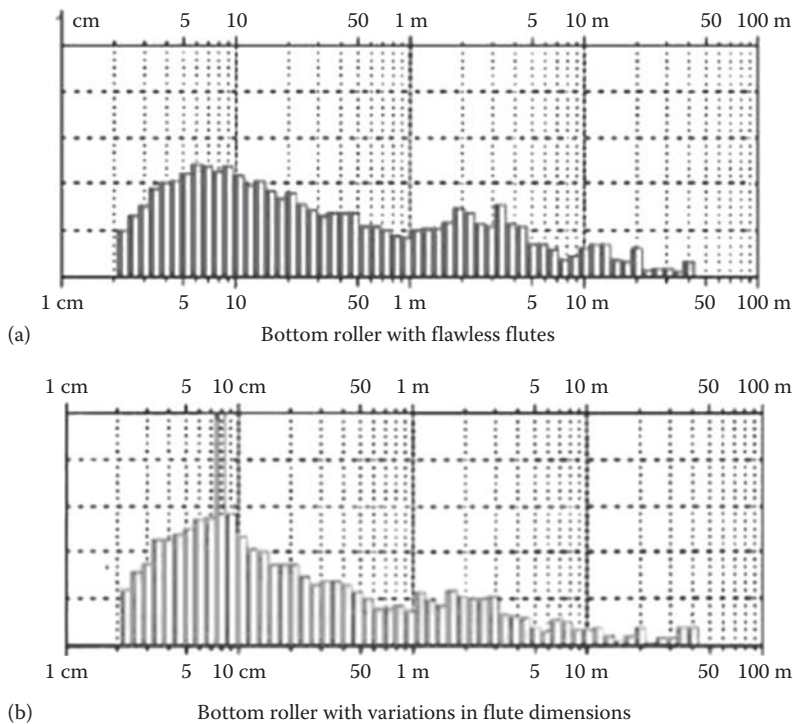 cm 5 10 50 1 m 5 10 m 50 100 m
1 cm 5 10 50 1 m 5 10 m 50 100 m
(a) Bottom roller with flawless flutes
1 cm 5 10 cm 50 1 m 5 10 m 50 100 m
1 cm 5 10 cm 50 1 m 5 10 m 50 100 m
(b) Bottom roller with variations in flute dimensions